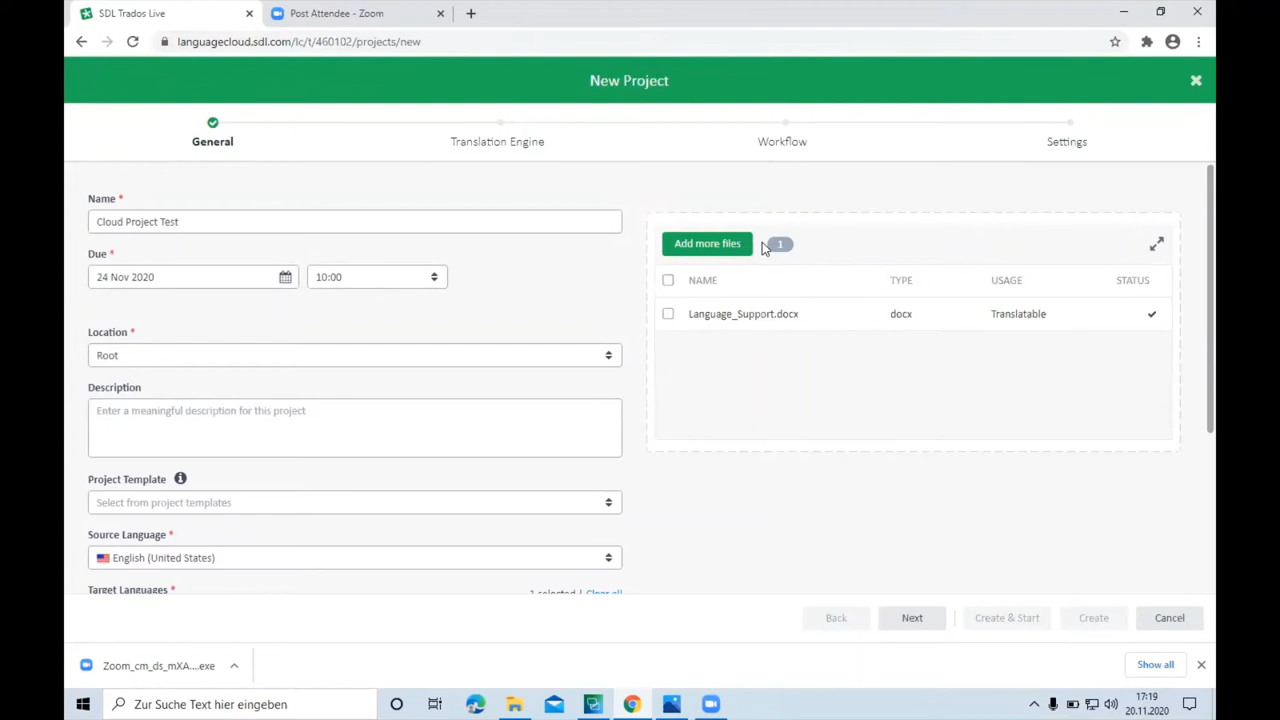 SDL Trados Live
Post Attendee - Zoom
languagecloud.sdl.com/lc/t/460102/projects/new
New Project
General
Translation Engine
Workflow
Settings
Name *
Cloud Project Test
Due *
24 Nov 2020
10:00
Location *
Root
Description
Enter a meaningful description for this project
Project Template
Select from project templates
Source Language *
English (United States)
Target Languages *
1 selected | Clear all
Add more files
1
NAME TYPE USAGE STATUS
Language_Support.docx docx Translatable
Back
Next
Create & Start
Create
Cancel
Zoom_cm_ds_mXA....exe
Show all
Zur Suche Text hier eingeben
17:19
20.11.2020